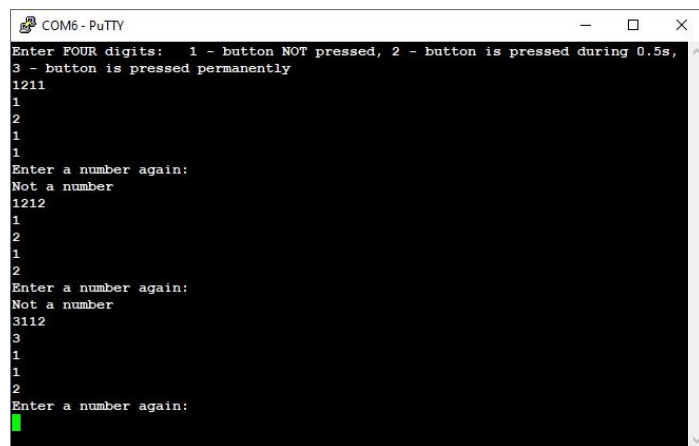 COM6 - PuTTY
Enter FOUR digits:   1 - button NOT pressed, 2 - button is pressed during 0.5s,
3 - button is pressed permanently
1211
1
2
1
1
Enter a number again:
Not a number
1212
1
2
1
2
Enter a number again:
Not a number
3112
3
1
1
2
Enter a number again: